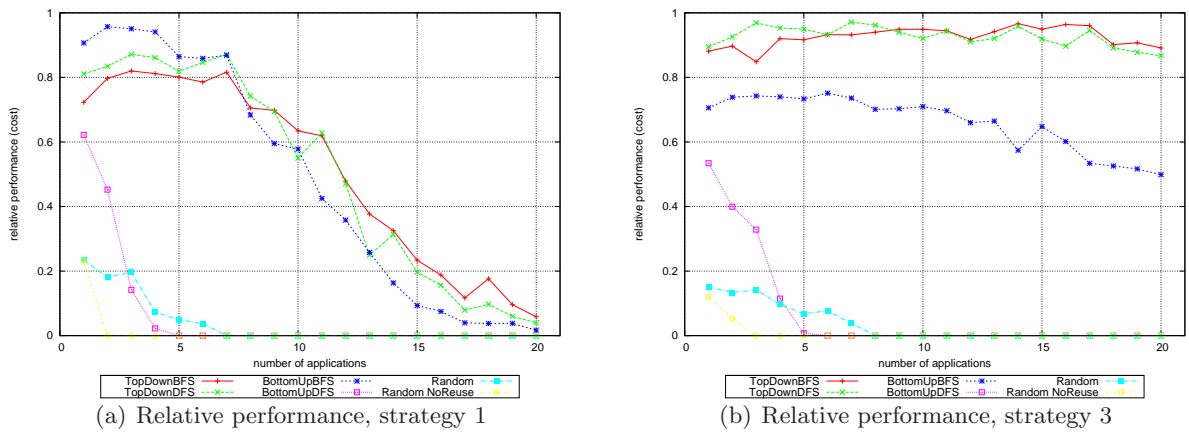 1
0.8
0.6
0.4
0.2
0
relative performance (cost)
0 5 10 15 20
number of applications
TopDownBFS BottomUpBFS Random
TopDownDFS BottomUpDFS Random NoReuse
(a) Relative performance, strategy 1
1
0.8
0.6
0.4
0.2
0
relative performance (cost)
0 5 10 15 20
number of applications
TopDownBFS BottomUpBFS Random
TopDownDFS BottomUpDFS Random NoReuse
(b) Relative performance, strategy 3